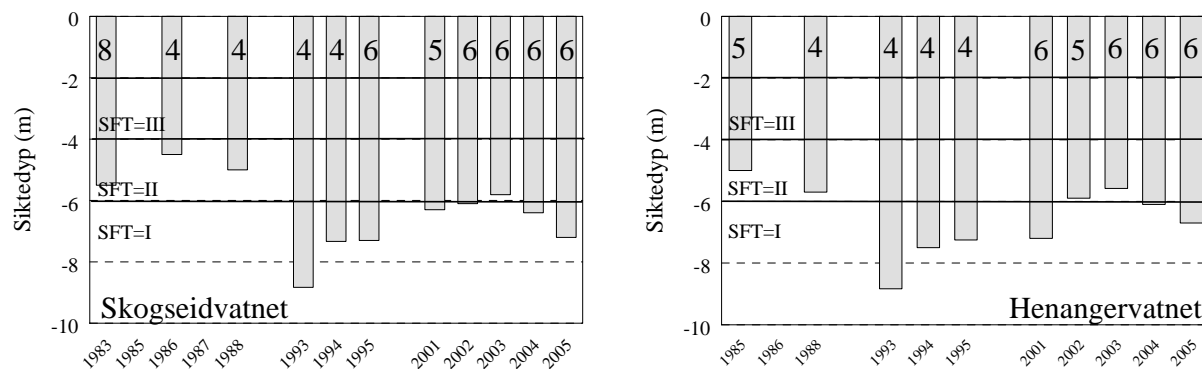 0
8 4 4 4 4 6 5 6 6 6 6
-2
SFT=III
-4
SFT=II
-6
SFT=I
-8
Skogseidvatnet
-10
Siktedyp (m)
1983 1985 1986 1987 1988 1993 1994 1995 2001 2002 2003 2004 2005
0
5 4 4 4 4 6 5 6 6 6
-2
SFT=III
-4
SFT=II
-6
SFT=I
-8
Henangervatnet
-10
Siktedyp (m)
1985 1986 1988 1993 1994 1995 2001 2002 2003 2004 2005